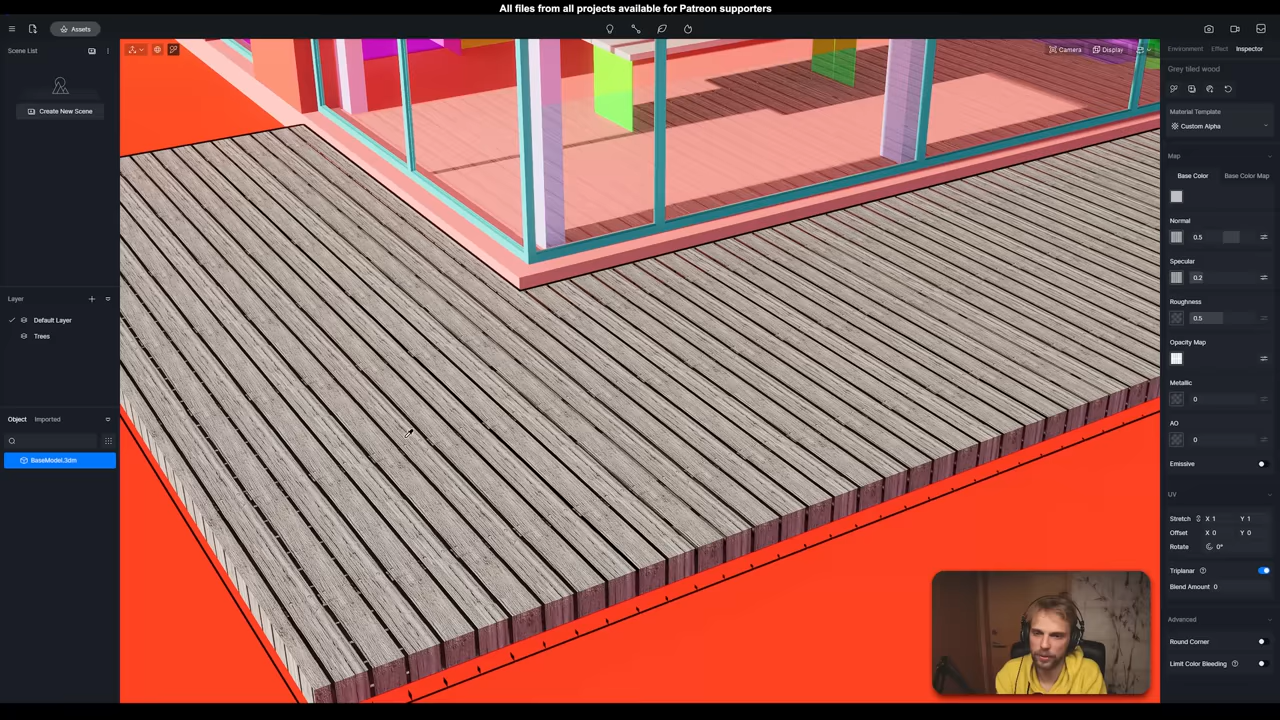 All files from all projects available for Patreon supporters
Assets
Scene List
Create New Scene
Layer
Default Layer
Trees
Object Imported
BaseModel.3dm
Camera Display
Environment Effect Inspector
Grey tiled wood
Material Template
Custom Alpha
Map
Base Color Base Color Map
Normal
0.5
Specular
0.2
Roughness
0.5
Opacity Map
Metallic
0
AO
0
Emissive
UV
Stretch X 1 Y 1
Offset X 0 Y 0
Rotate 0°
Triplanar
Blend Amount 0
Advanced
Round Corner
Limit Color Bleeding